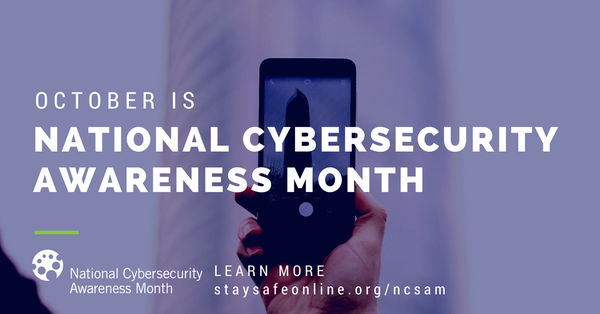 OCTOBER IS
NATIONAL CYBERSECURITY
AWARENESS MONTH
National Cybersecurity
Awareness Month
LEARN MORE
staysafeonline.org/ncsam